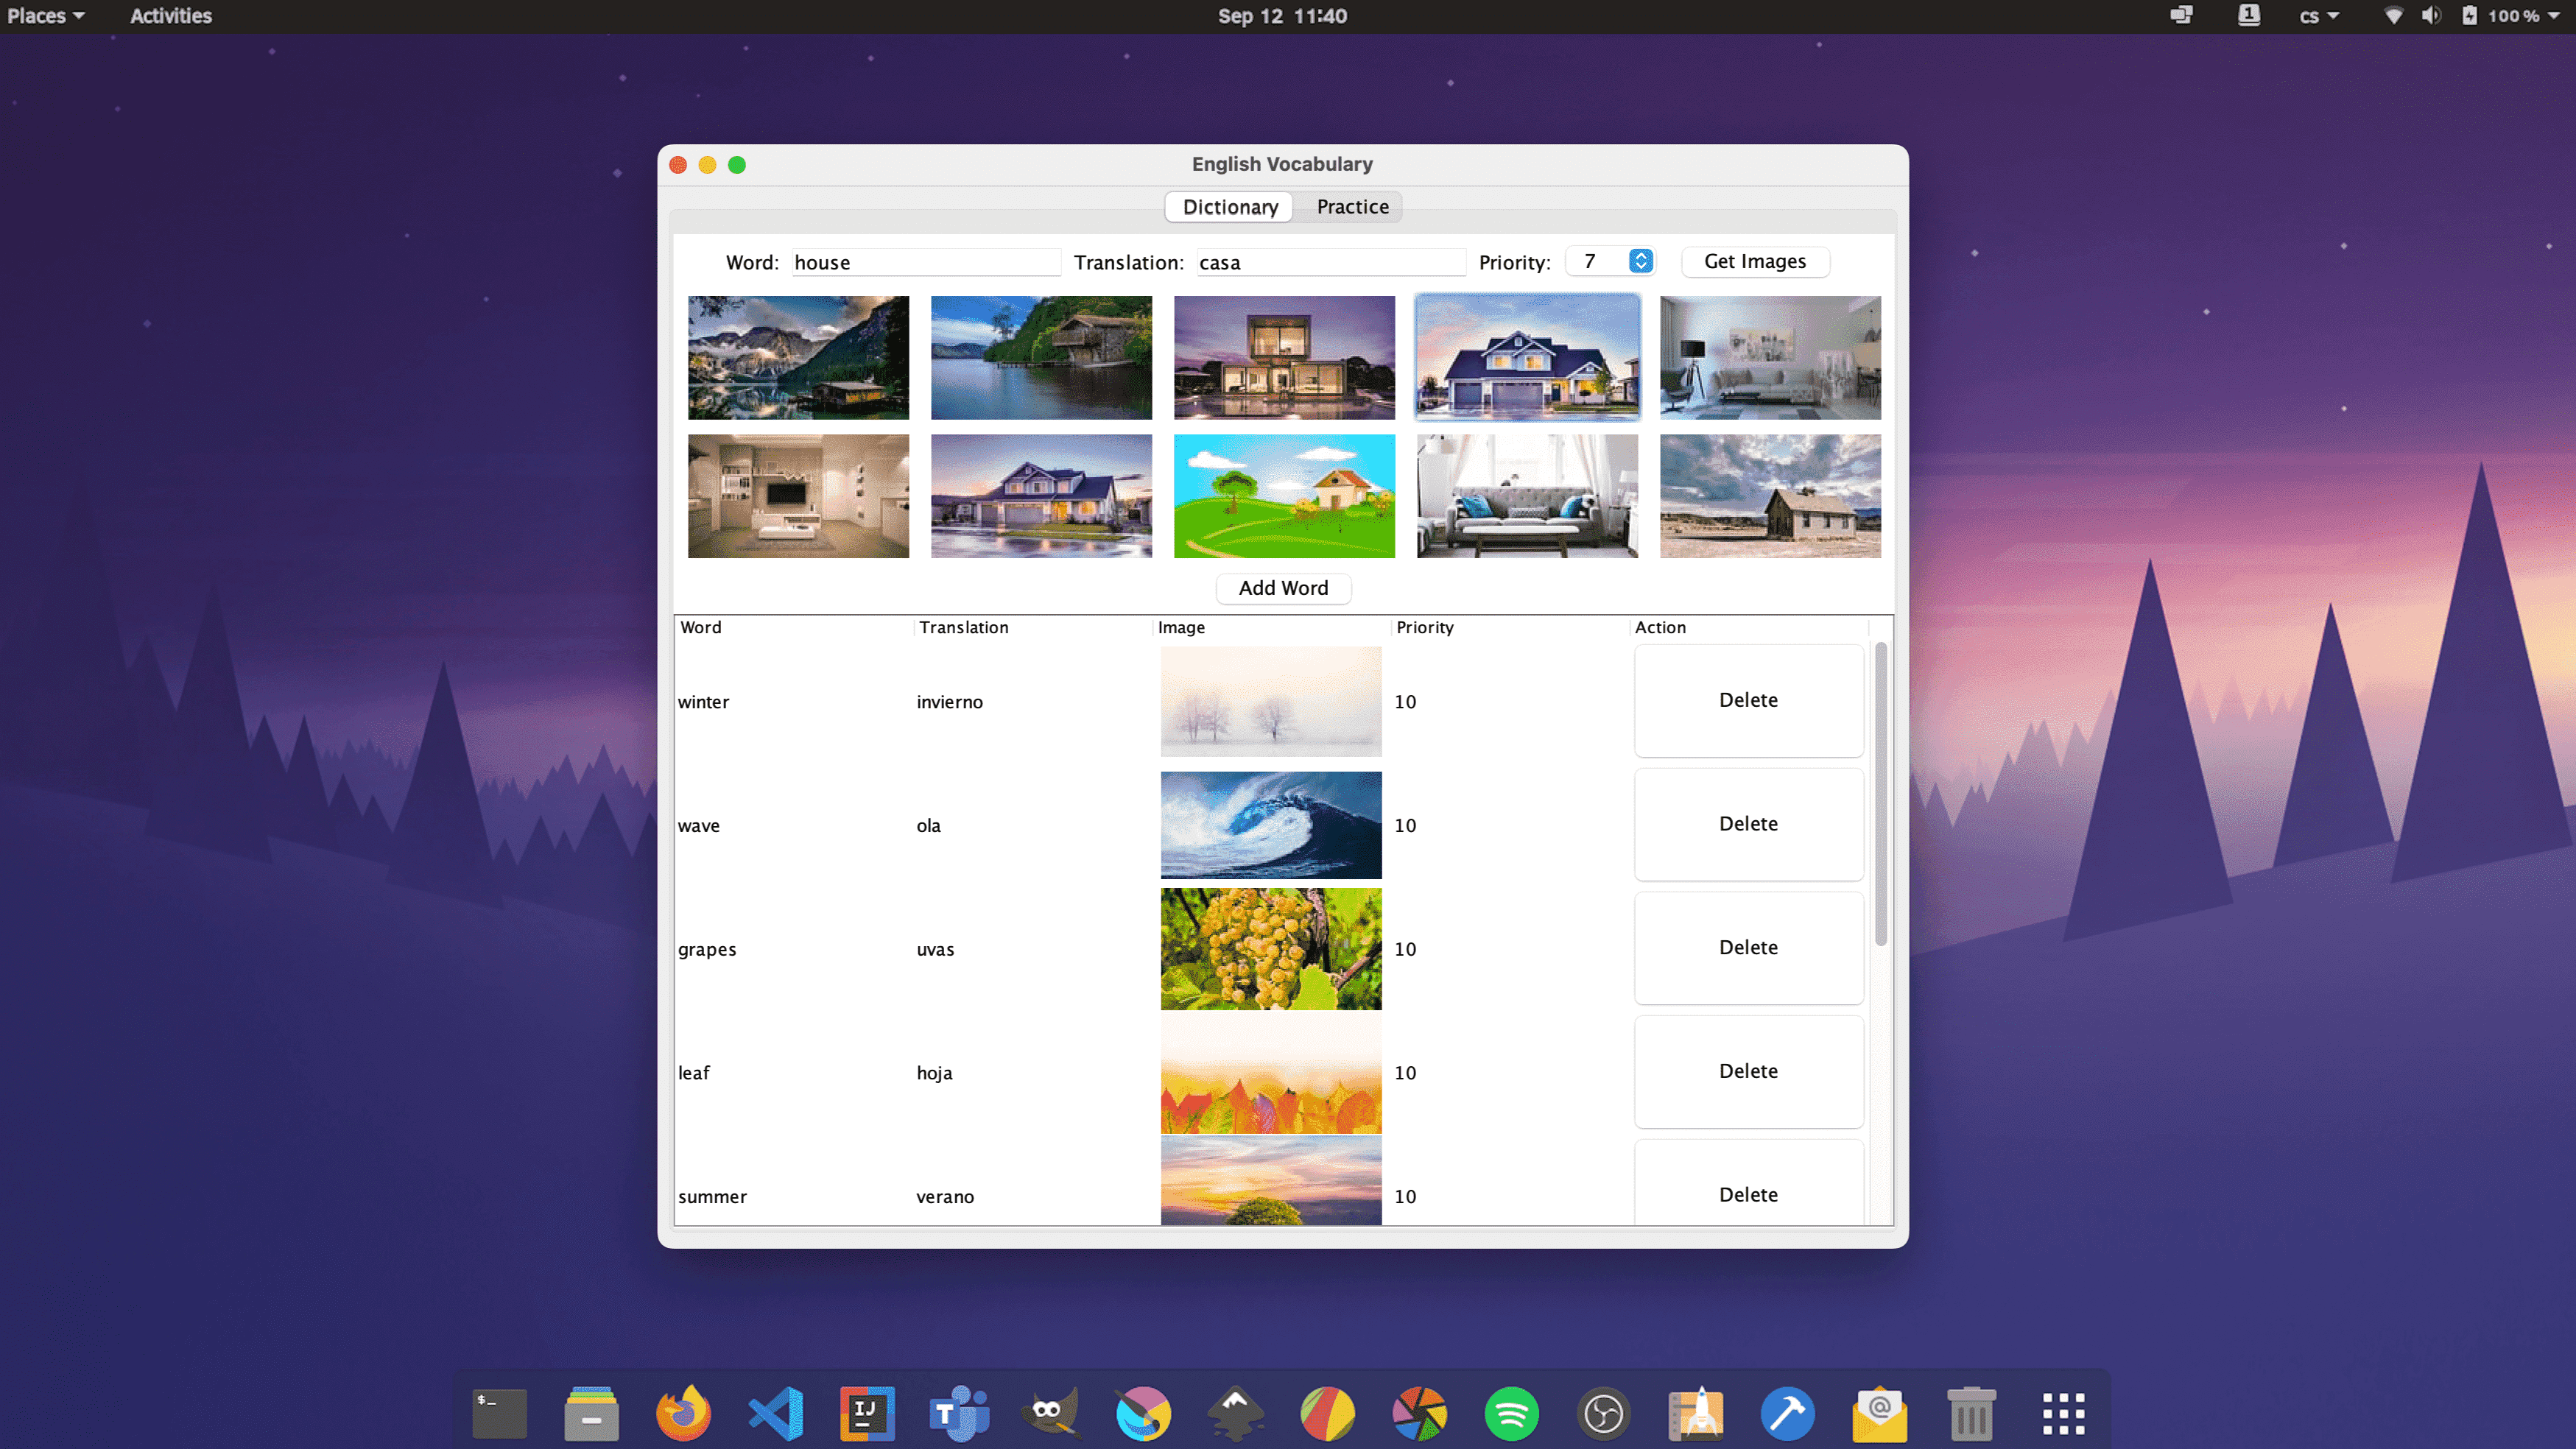 Places Activities Sep 12 11:40 1 cs 100 %
English Vocabulary
Dictionary Practice
Word: house Translation: casa Priority: 7 Get Images
Add Word
Word Translation Image Priority Action
winter invierno 10 Delete
wave ola 10 Delete
grapes uvas 10 Delete
leaf hoja 10 Delete
summer verano 10 Delete
$_ IJ T @